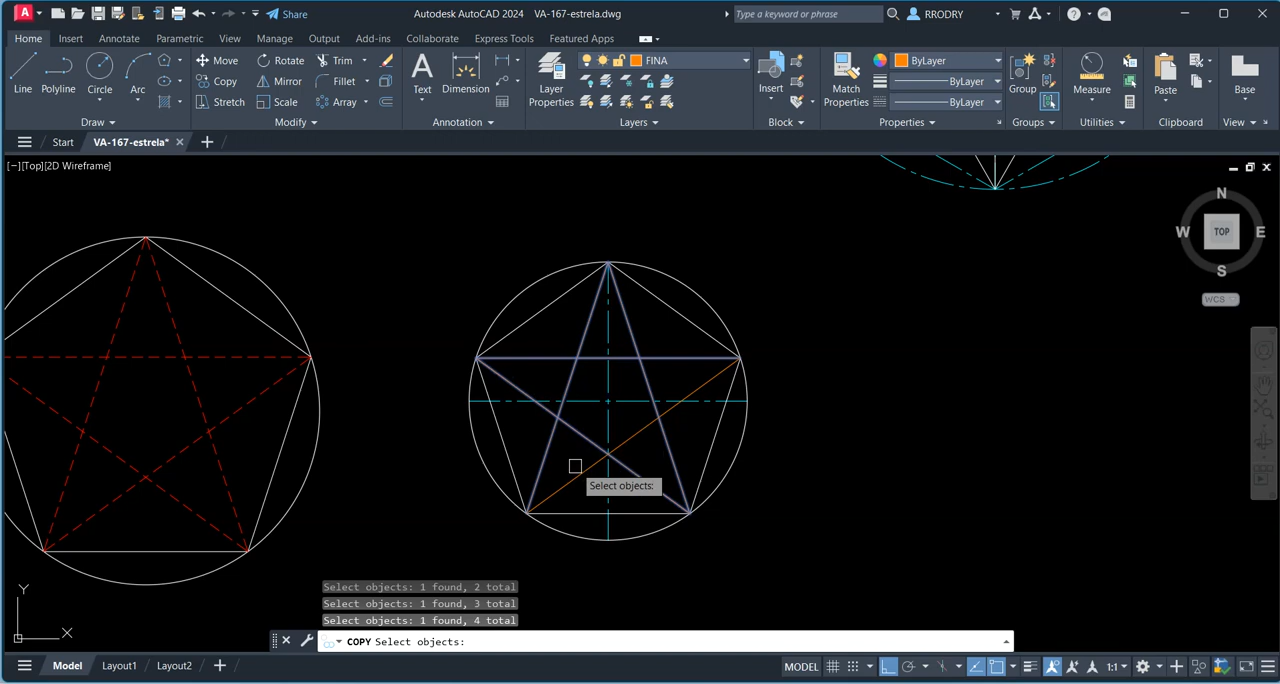 A Share Autodesk AutoCAD 2024 VA-167-estrela.dwg Type a keyword or phrase RRODRY ?
Home Insert Annotate Parametric View Manage Output Add-ins Collaborate Express Tools Featured Apps
Line Polyline Circle Arc
Move Rotate Trim
Copy Mirror Fillet
Stretch Scale Array
A Text Dimension
Layer Properties
FINA
Insert
Match Properties
ByLayer
ByLayer
ByLayer
Group
Measure
Paste
Base
Draw Modify Annotation Layers Block Properties Groups Utilities Clipboard View
Start VA-167-estrela* +
[−][Top][2D Wireframe]
N
W TOP E
S
WCS
Select objects:
Select objects: 1 found, 2 total
Select objects: 1 found, 3 total
Select objects: 1 found, 4 total
Y
X
COPY Select objects:
Model Layout1 Layout2 + MODEL 1:1